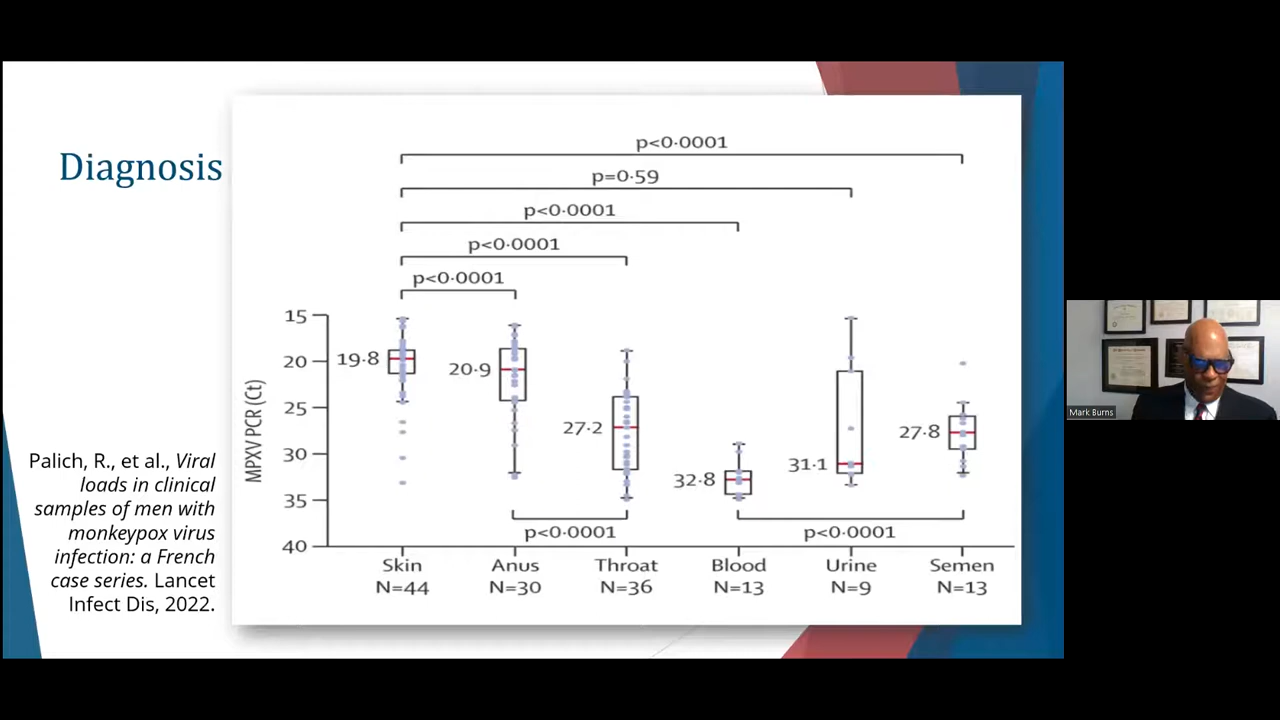 Diagnosis
p<0·0001
p=0·59
p<0·0001
p<0·0001
p<0·0001
15
20
25
30
35
40
MPXV PCR (Ct)
19·8
20·9
27·2
32·8
31·1
27·8
p<0·0001
p<0·0001
Skin
N=44
Anus
N=30
Throat
N=36
Blood
N=13
Urine
N=9
Semen
N=13
Palich, R., et al., Viral
loads in clinical
samples of men with
monkeypox virus
infection: a French
case series. Lancet
Infect Dis, 2022.
Mark Burns